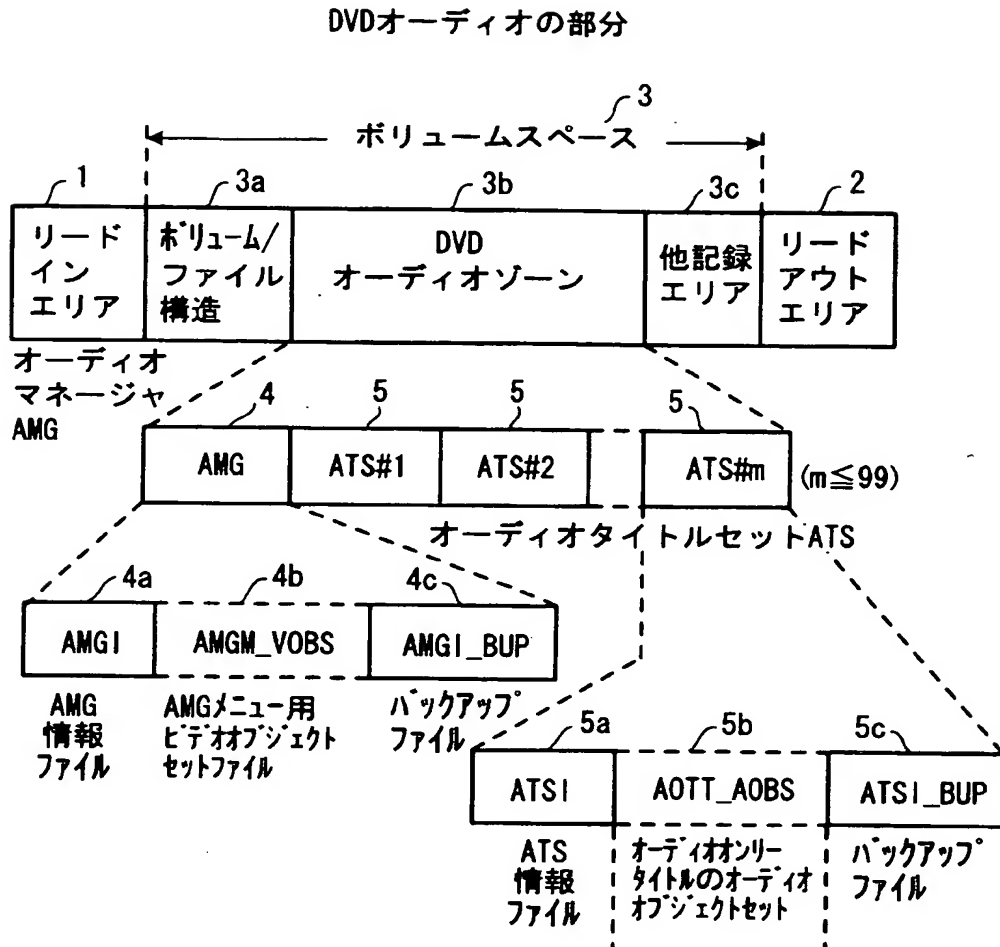 DVDオーディオの部分
3
ボリュームスペース
1
3a
3b
3c
2
リード
イン
エリア
ボリューム/
ファイル
構造
DVD
オーディオゾーン
他記録
エリア
リード
アウト
エリア
オーディオ
マネージャ
AMG
4
5
5
5
AMG
ATS#1
ATS#2
ATS#m
(m≦99)
オーディオタイトルセットATS
4a
4b
4c
AMGI
AMGM_VOBS
AMGI_BUP
AMG
情報
ファイル
AMGメニュー用
ビデオオブジェクト
セットファイル
バックアップ
ファイル
5a
5b
5c
ATSI
AOTT_AOBS
ATSI_BUP
ATS
情報
ファイル
オーディオオンリー
タイトルのオーディオ
オブジェクトセット
バックアップ
ファイル